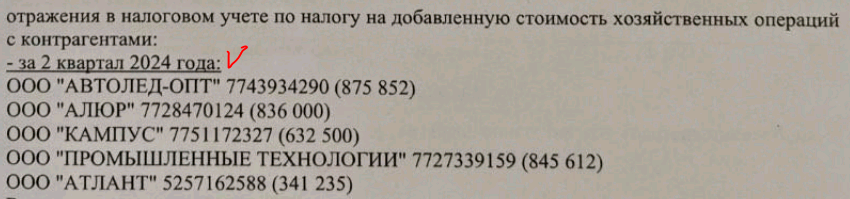 отражения в налоговом учете по налогу на добавленную стоимость хозяйственных операций
с контрагентами:
- за 2 квартал 2024 года:
ООО "АВТОЛЕД-ОПТ" 7743934290 (875 852)
ООО "АЛЮР" 7728470124 (836 000)
ООО "КАМПУС" 7751172327 (632 500)
ООО "ПРОМЫШЛЕННЫЕ ТЕХНОЛОГИИ" 7727339159 (845 612)
ООО "АТЛАНТ" 5257162588 (341 235)